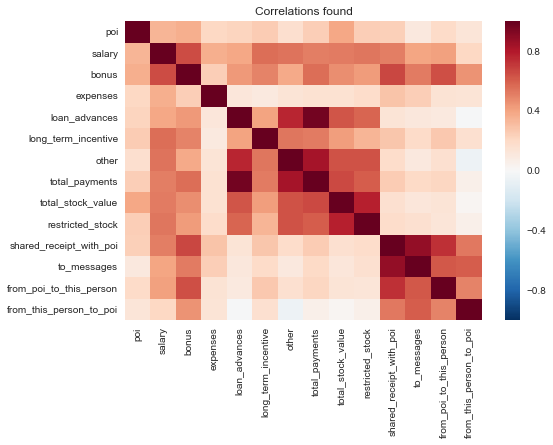 Correlations found
poi
salary
bonus
expenses
loan_advances
long_term_incentive
other
total_payments
total_stock_value
restricted_stock
shared_receipt_with_poi
to_messages
from_poi_to_this_person
from_this_person_to_poi
poi
salary
bonus
expenses
loan_advances
long_term_incentive
other
total_payments
total_stock_value
restricted_stock
shared_receipt_with_poi
to_messages
from_poi_to_this_person
from_this_person_to_poi
0.8
0.4
0.0
−0.4
−0.8